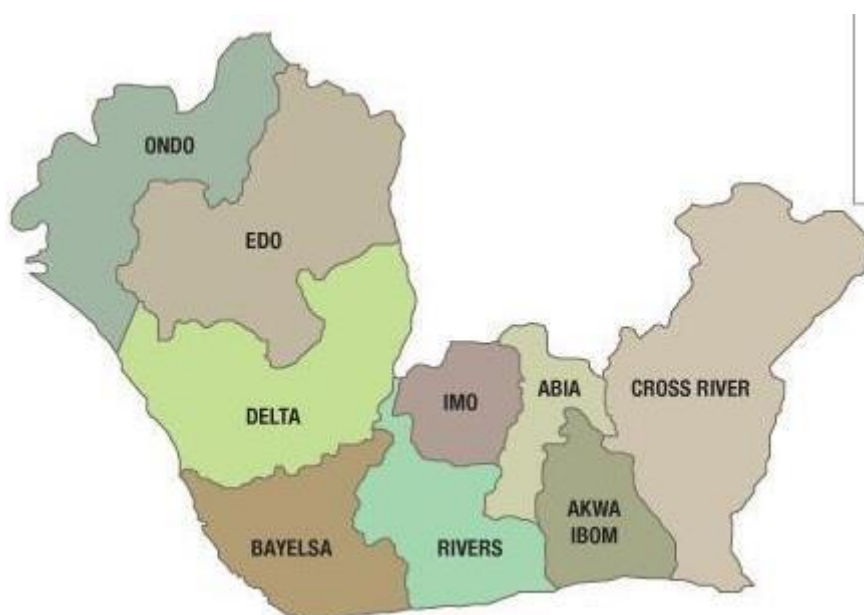 ONDO
EDO
DELTA
IMO
ABIA
CROSS RIVER
BAYELSA
RIVERS
AKWA
IBOM